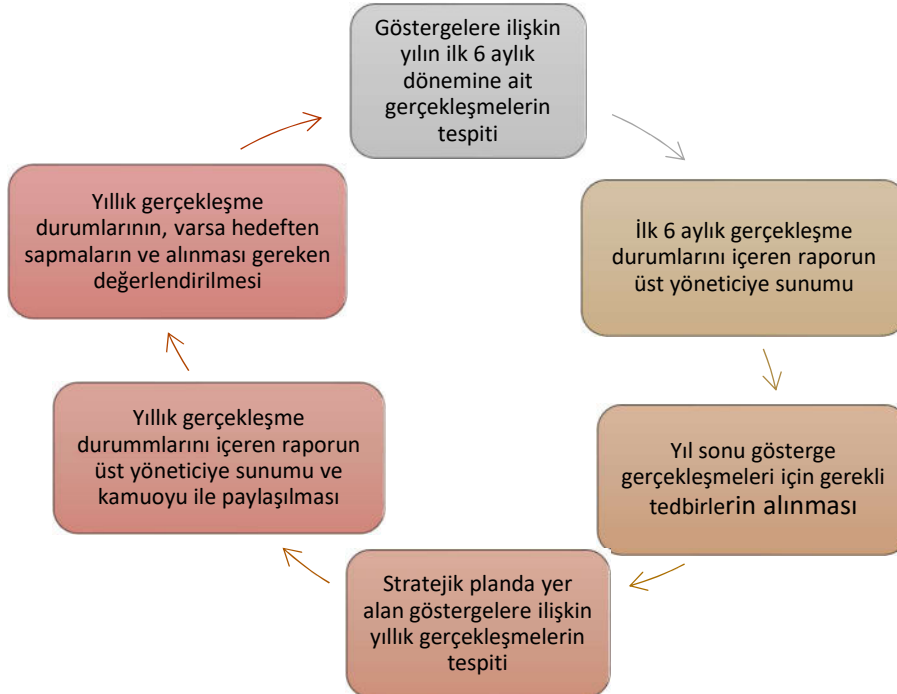 Göstergelere ilişkin
yılın ilk 6 aylık
dönemine ait
gerçekleşmelerin
tespiti
İlk 6 aylık gerçekleşme
durumlarını içeren raporun
üst yöneticiye sunumu
Yıl sonu gösterge
gerçekleşmeleri için gerekli
tedbirlerin alınması
Stratejik planda yer
alan göstergelere ilişkin
yıllık gerçekleşmelerin
tespiti
Yıllık gerçekleşme
durummlarını içeren raporun
üst yöneticiye sunumu ve
kamuoyu ile paylaşılması
Yıllık gerçekleşme
durumlarının, varsa hedeften
sapmaların ve alınması gereken
değerlendirilmesi